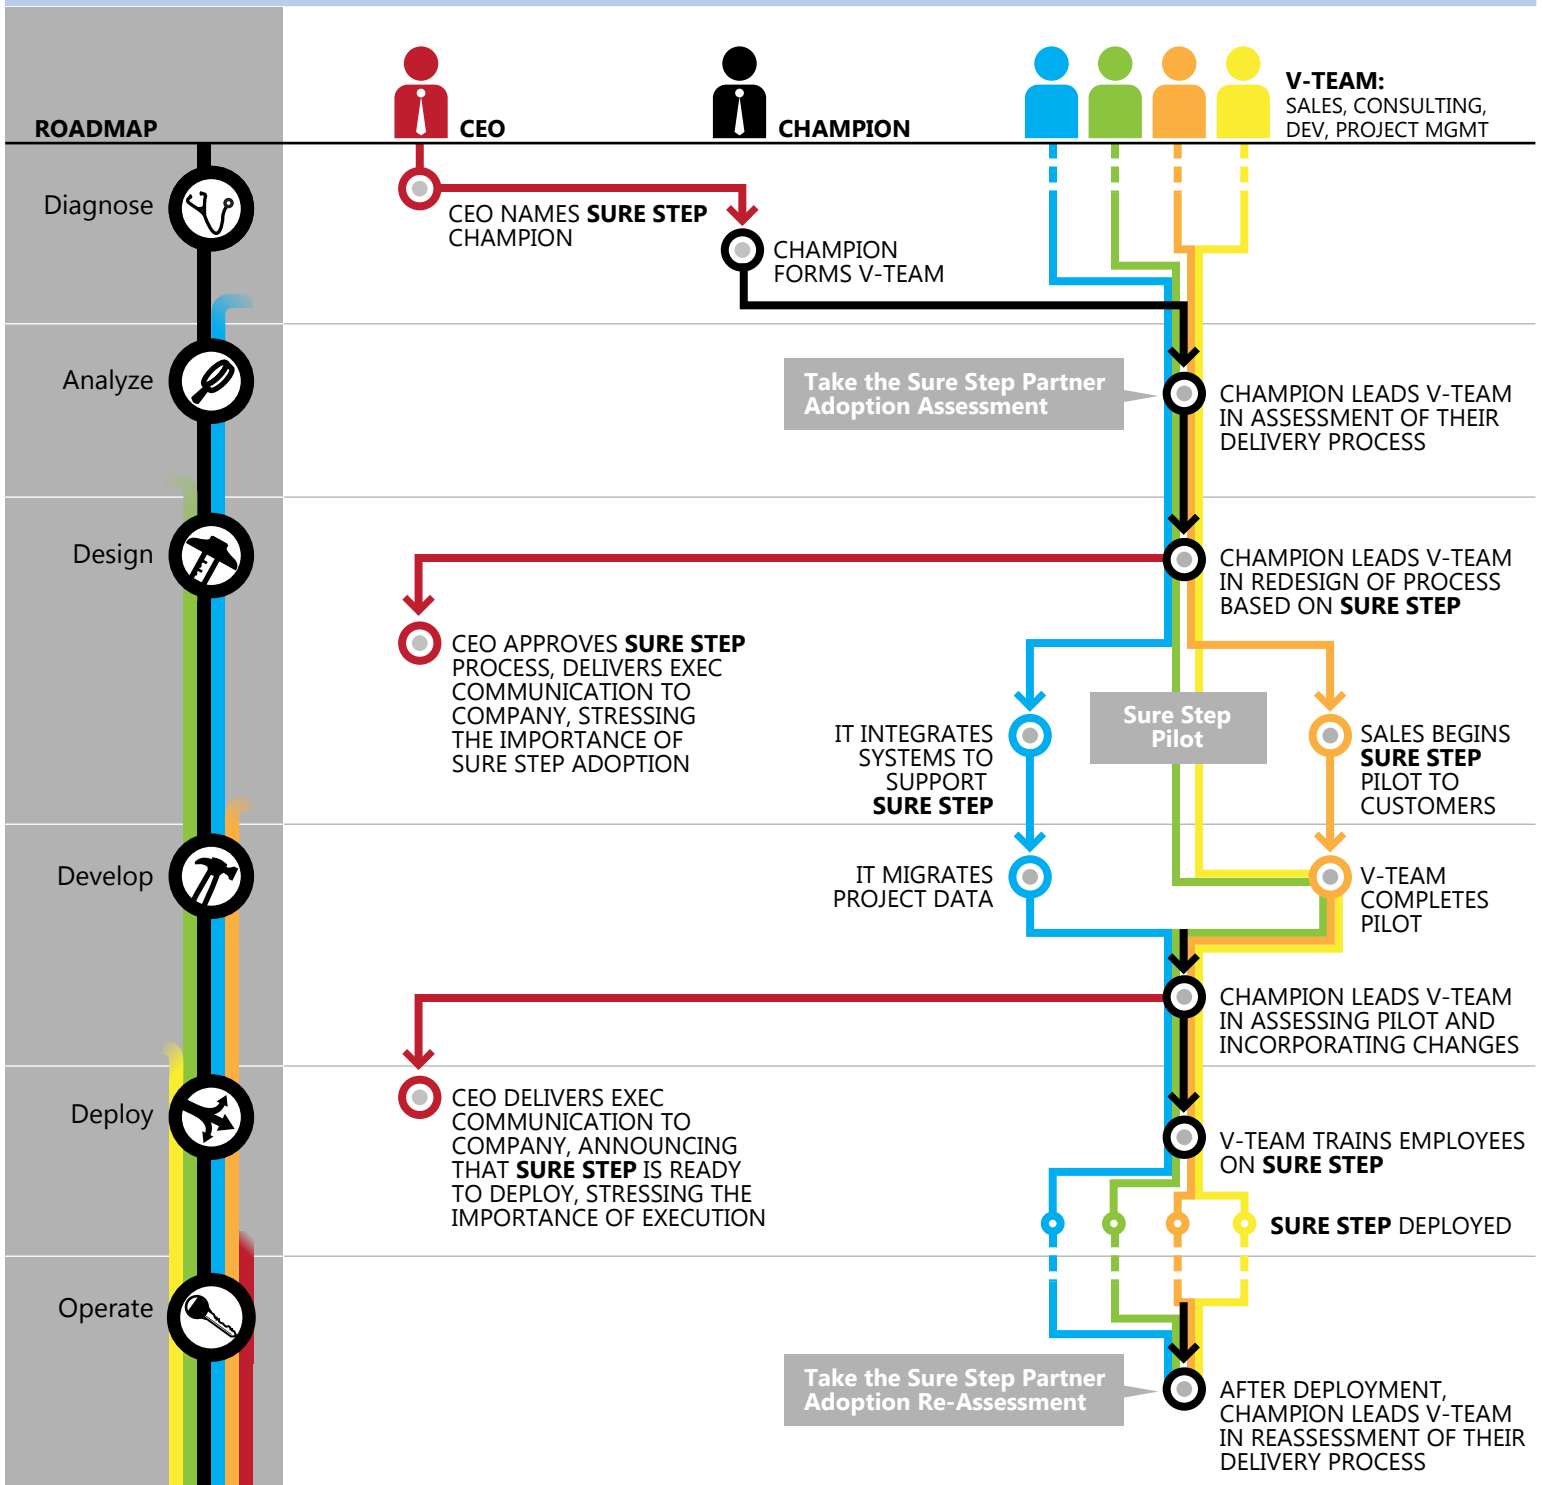 ROADMAP
CEO
CHAMPION
V-TEAM:
SALES, CONSULTING,
DEV, PROJECT MGMT
Diagnose
CEO NAMES SURE STEP
CHAMPION
CHAMPION
FORMS V-TEAM
Analyze
Take the Sure Step Partner
Adoption Assessment
CHAMPION LEADS V-TEAM
IN ASSESSMENT OF THEIR
DELIVERY PROCESS
Design
CHAMPION LEADS V-TEAM
IN REDESIGN OF PROCESS
BASED ON SURE STEP
CEO APPROVES SURE STEP
PROCESS, DELIVERS EXEC
COMMUNICATION TO
COMPANY, STRESSING
THE IMPORTANCE OF
SURE STEP ADOPTION
IT INTEGRATES
SYSTEMS TO
SUPPORT
SURE STEP
Sure Step
Pilot
SALES BEGINS
SURE STEP
PILOT TO
CUSTOMERS
Develop
IT MIGRATES
PROJECT DATA
V-TEAM
COMPLETES
PILOT
CHAMPION LEADS V-TEAM
IN ASSESSING PILOT AND
INCORPORATING CHANGES
Deploy
CEO DELIVERS EXEC
COMMUNICATION TO
COMPANY, ANNOUNCING
THAT SURE STEP IS READY
TO DEPLOY, STRESSING THE
IMPORTANCE OF EXECUTION
V-TEAM TRAINS EMPLOYEES
ON SURE STEP
SURE STEP DEPLOYED
Operate
Take the Sure Step Partner
Adoption Re-Assessment
AFTER DEPLOYMENT,
CHAMPION LEADS V-TEAM
IN REASSESSMENT OF THEIR
DELIVERY PROCESS